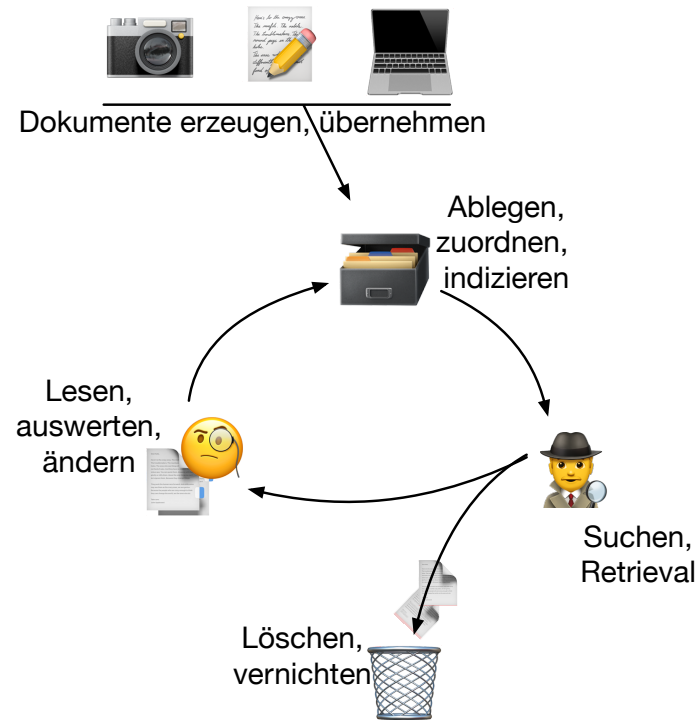 Dokumente erzeugen, übernehmen
Ablegen,
zuordnen,
indizieren
Lesen,
auswerten,
ändern
Suchen,
Retrieval
Löschen,
vernichten